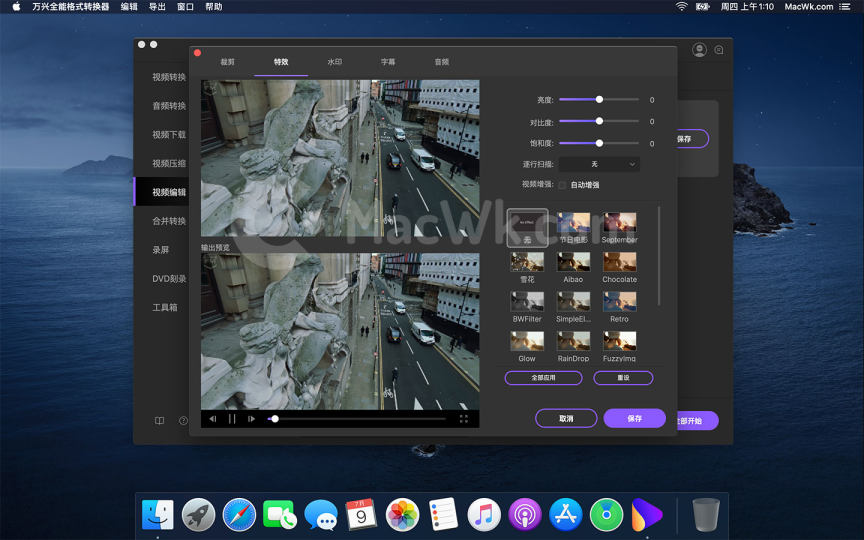 万兴全能格式转换器 编辑 导出 窗口 帮助
周四 上午1:10 MacWk.com
裁剪 特效 水印 字幕 音频
视频转换
音频转换
视频下载
视频压缩
视频编辑
合并转换
录屏
DVD刻录
工具箱
亮度: 0
对比度: 0
饱和度: 0
逐行扫描: 无
视频增强: 自动增强
保存
MacWk.com
输出预览
No Effect
无 节日电影 September
雪花 Aibao Chocolate
BWFilter SimpleEl... Retro
Glow RainDrop FuzzyImg
全部应用 重设
取消 保存
全部开始
7月
9